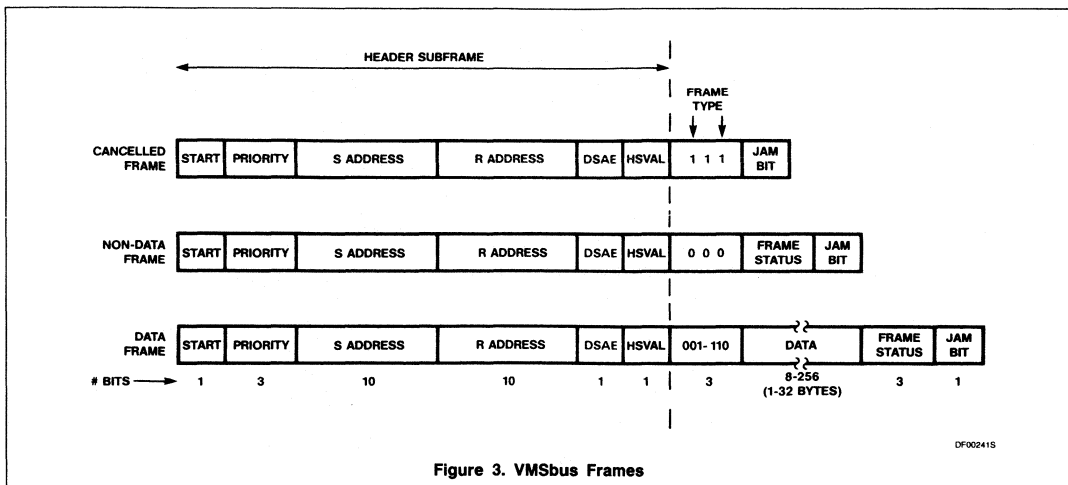 HEADER SUBFRAME
FRAME
TYPE
CANCELLED
FRAME
START PRIORITY S ADDRESS R ADDRESS DSAE HSVAL 1 1 1 JAM
BIT
NON-DATA
FRAME
START PRIORITY S ADDRESS R ADDRESS DSAE HSVAL 0 0 0 FRAME
STATUS JAM
BIT
DATA
FRAME
START PRIORITY S ADDRESS R ADDRESS DSAE HSVAL 001-110 DATA FRAME
STATUS JAM
BIT
# BITS 1 3 10 10 1 1 3 8-256
(1-32 BYTES) 3 1
DF00241S
Figure 3. VMSbus Frames